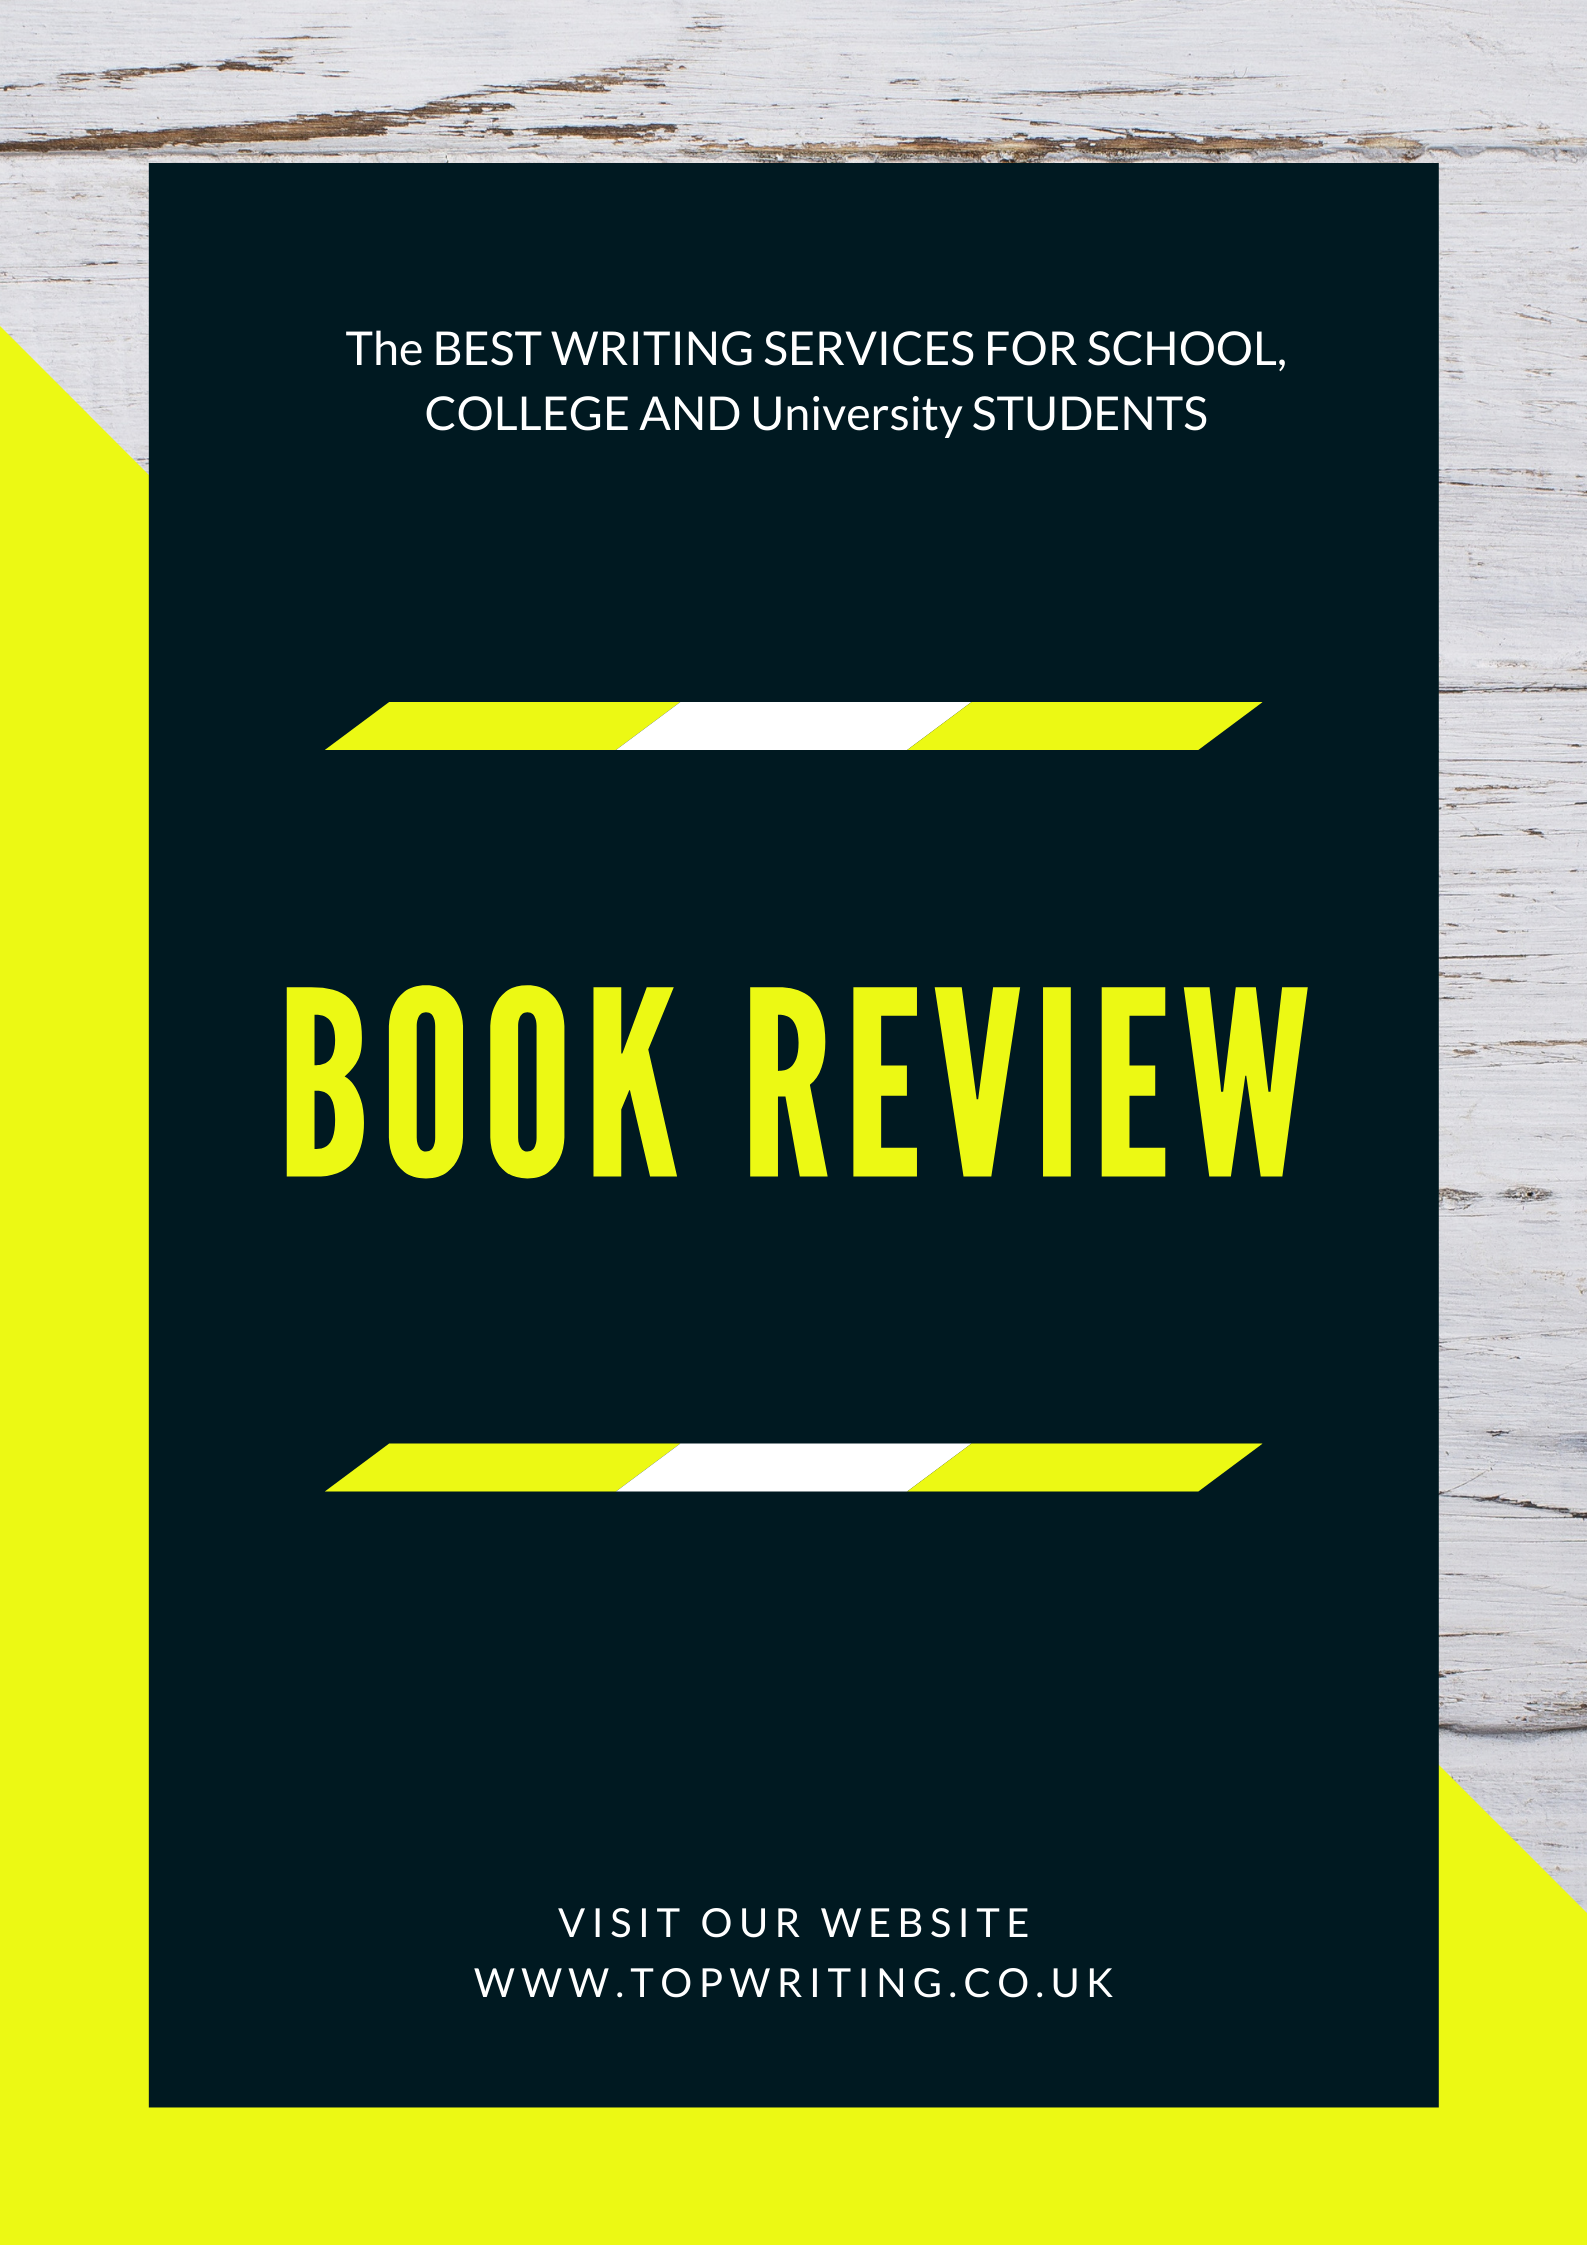 The BEST WRITING SERVICES FOR SCHOOL,
COLLEGE AND University STUDENTS
BOOK REVIEW
VISIT OUR WEBSITE
WWW.TOPWRITING.CO.UK